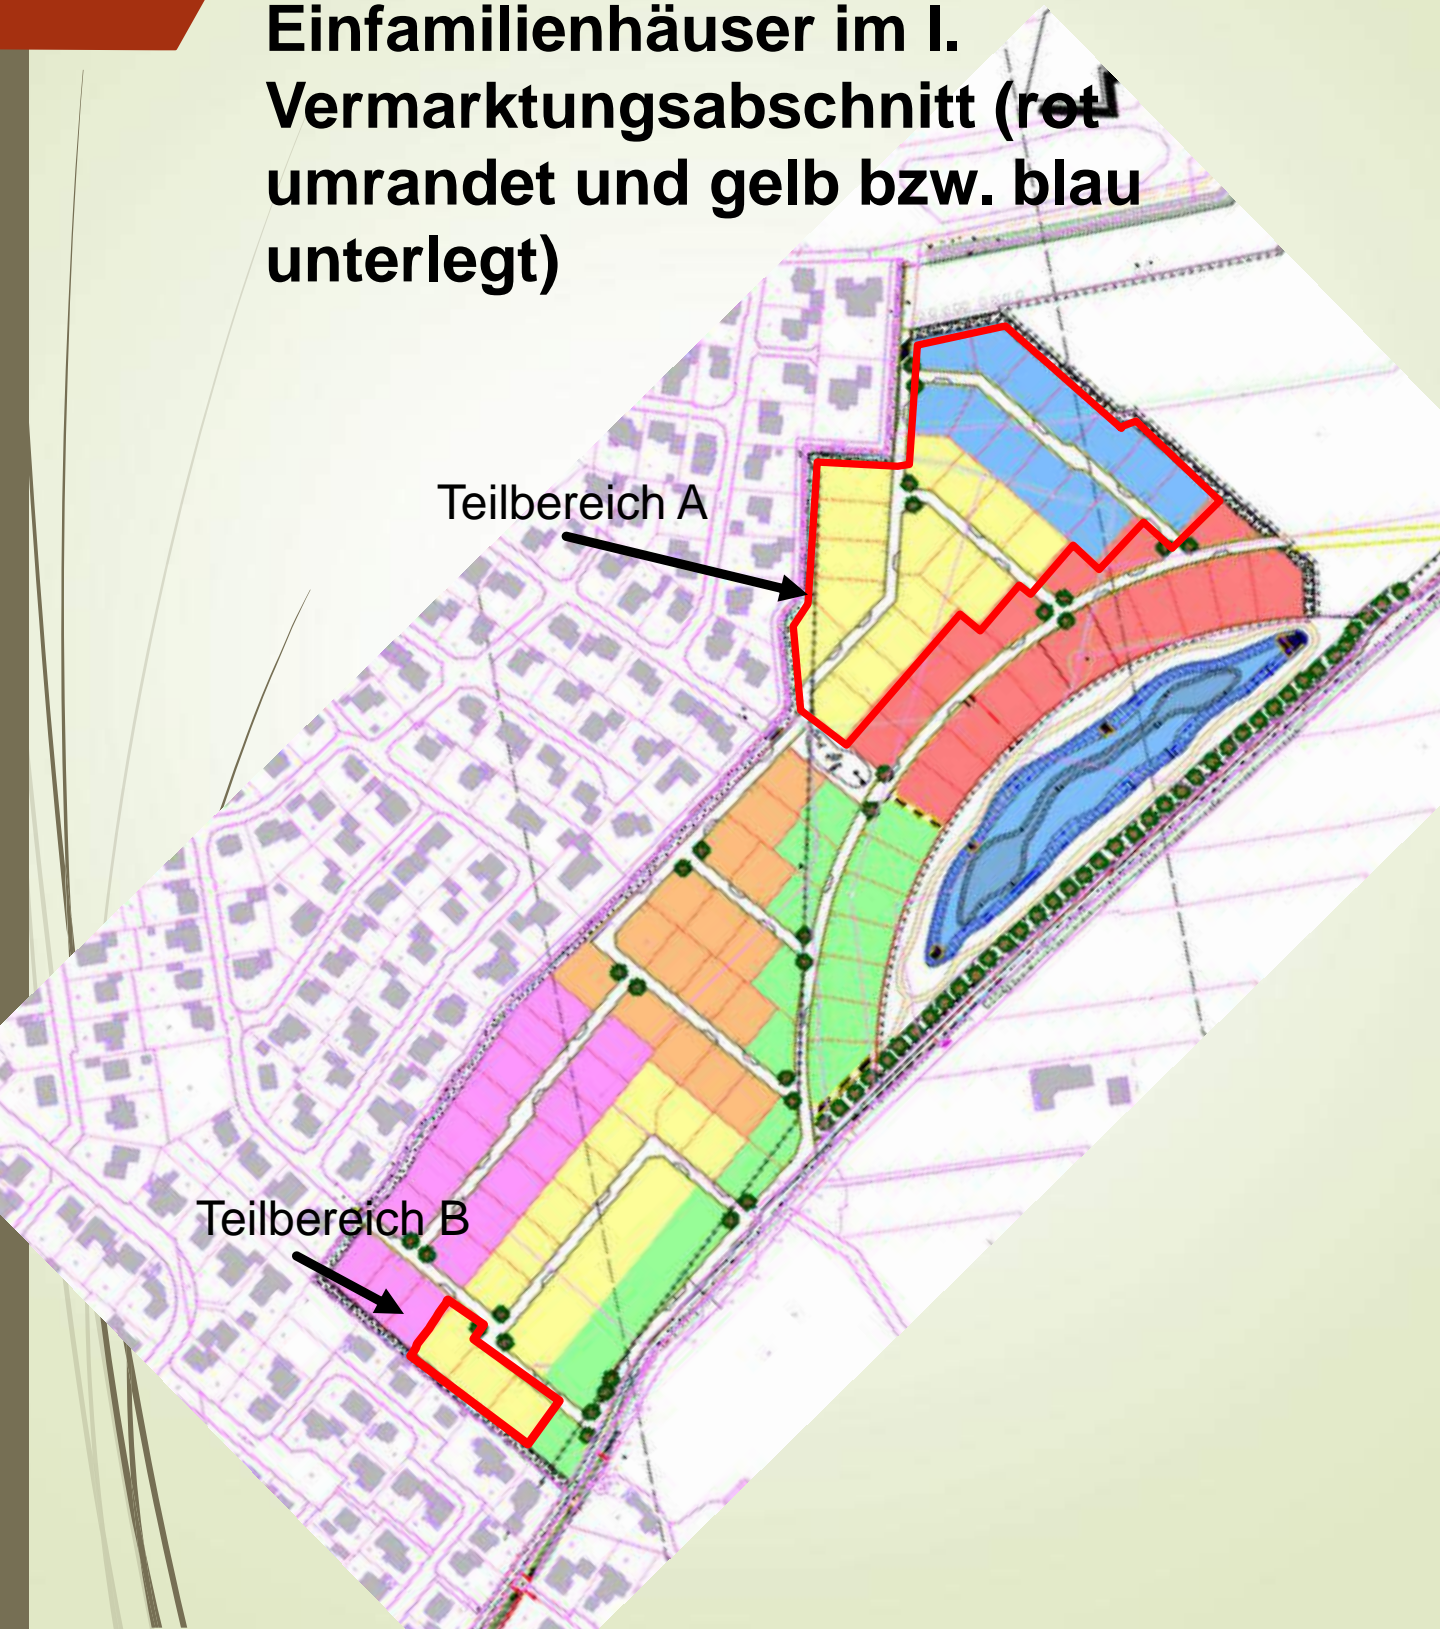 Einfamilienhäuser im I.
Vermarktungsabschnitt (rot
umrandet und gelb bzw. blau
unterlegt)
Teilbereich A
Teilbereich B